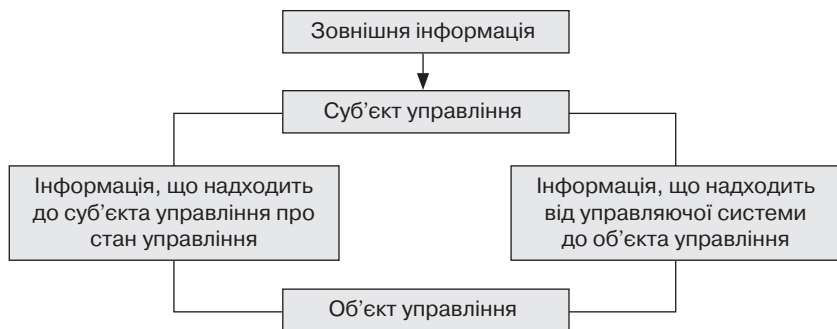 Зовнішня інформація
Суб’єкт управління
Інформація, що надходить
до суб’єкта управління про
стан управління
Інформація, що надходить
від управляючої системи
до об’єкта управління
Об’єкт управління